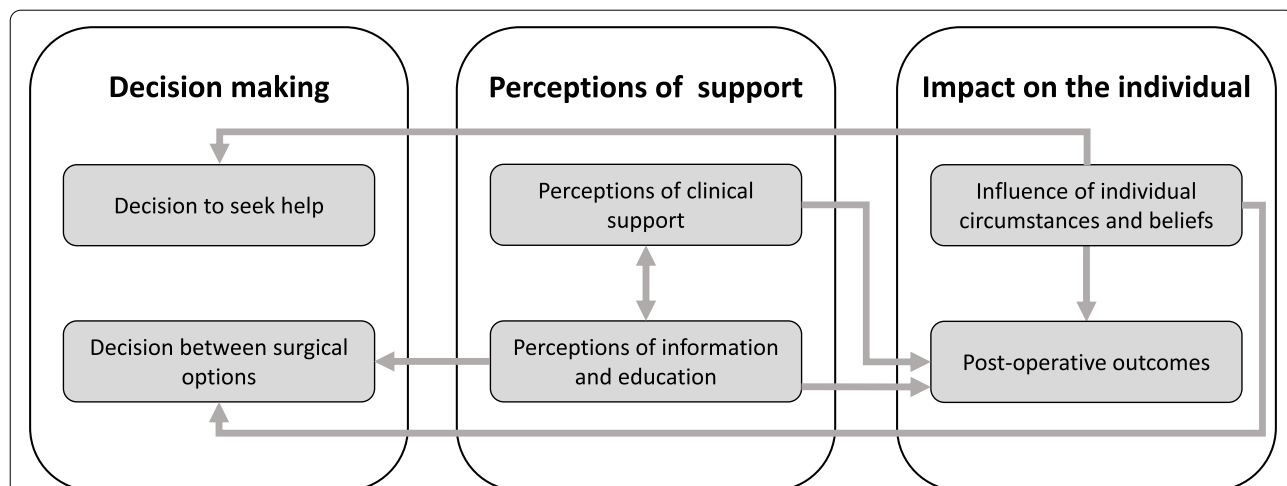 Decision making
Decision to seek help
Decision between surgical
options
Perceptions of  support
Perceptions of clinical
support
Perceptions of information
and education
Impact on the individual
Influence of individual
circumstances and beliefs
Post-operative outcomes